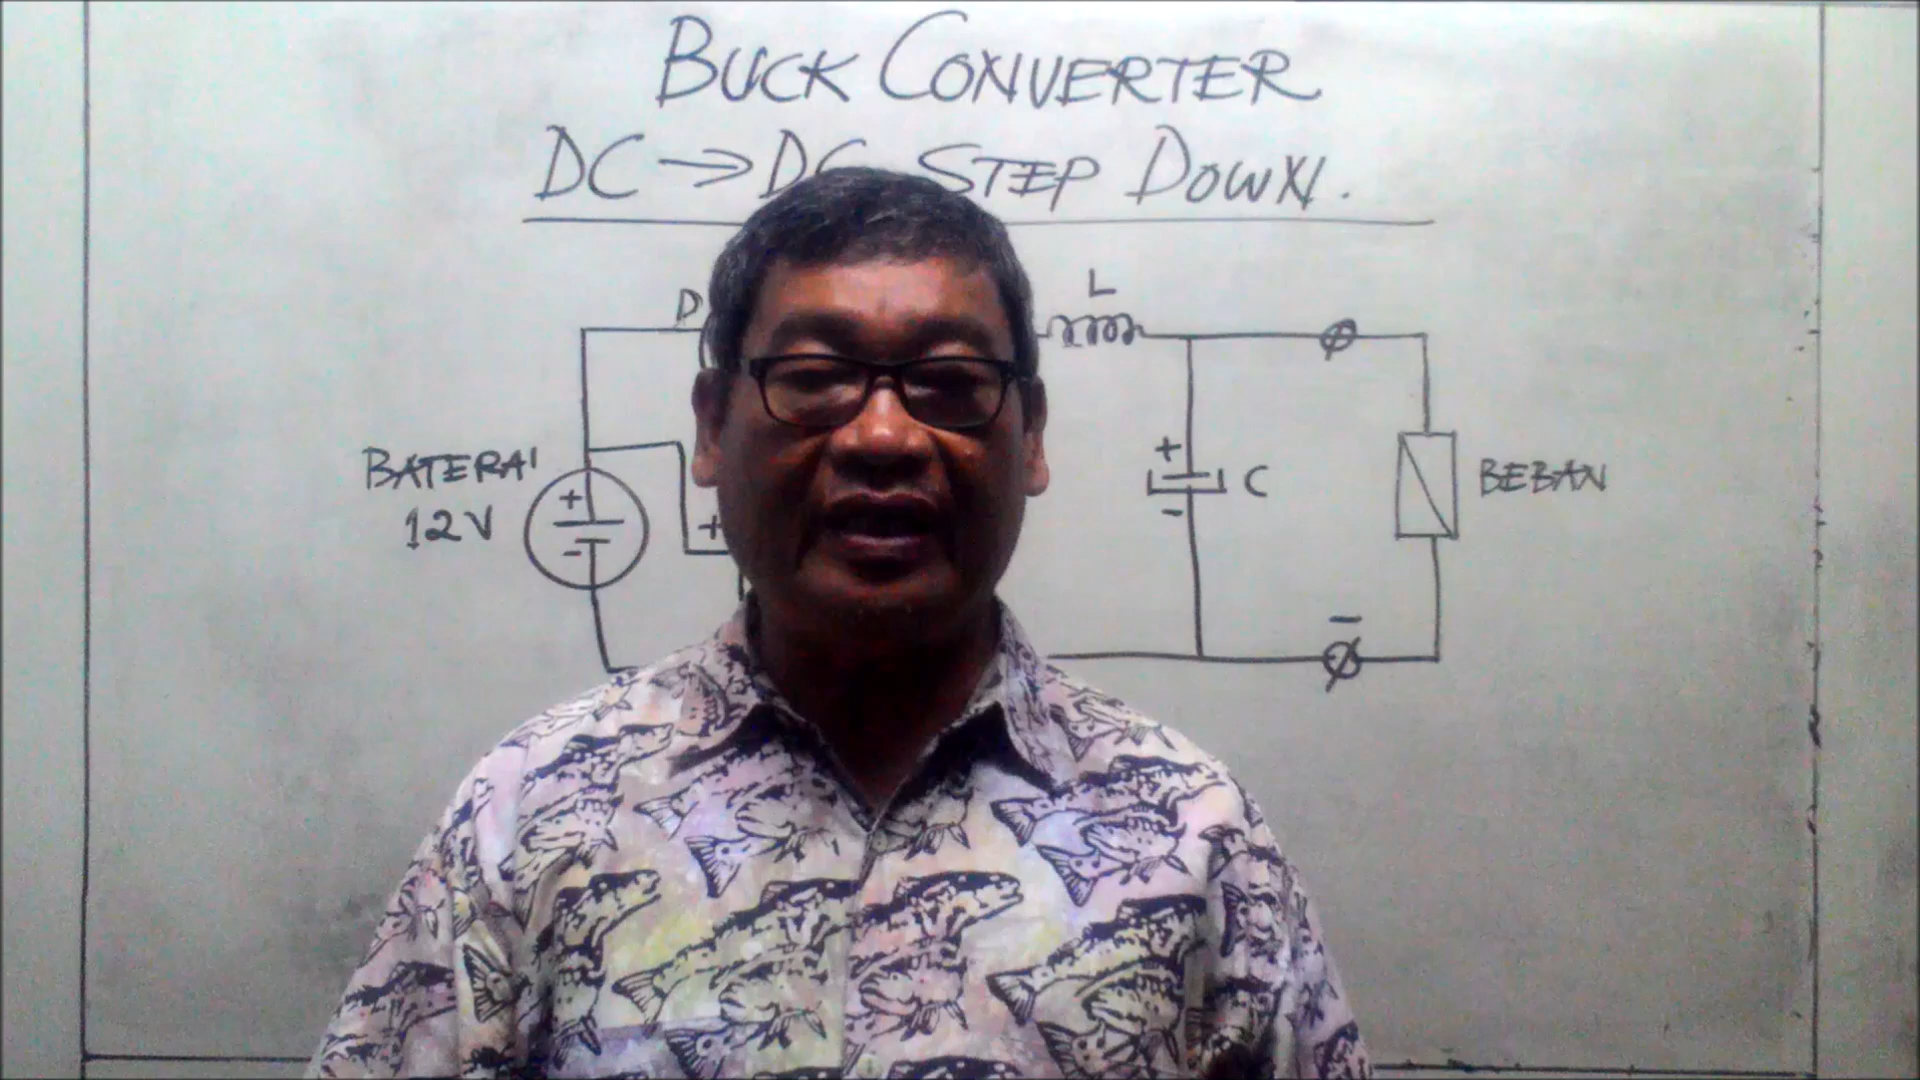 BUCK CONVERTER
DC → DC STEP DOWN.
D
L
BATERAI
12V
+
-
+
+
C
-
BEBAN
-